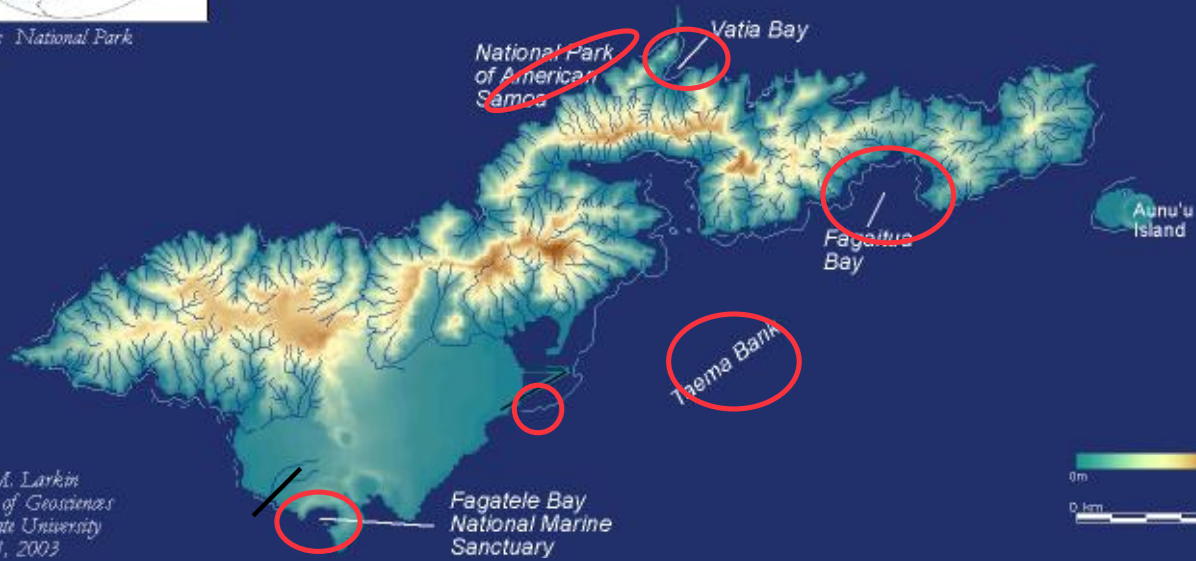 National Park
National Park
of American
Samoa
Vatia Bay
Aunu'u
Island
Fagaitua
Bay
Taema Bank
Fagatele Bay
National Marine
Sanctuary
M. Larkin
of Geosciences
University
, 2003
0m
0 km